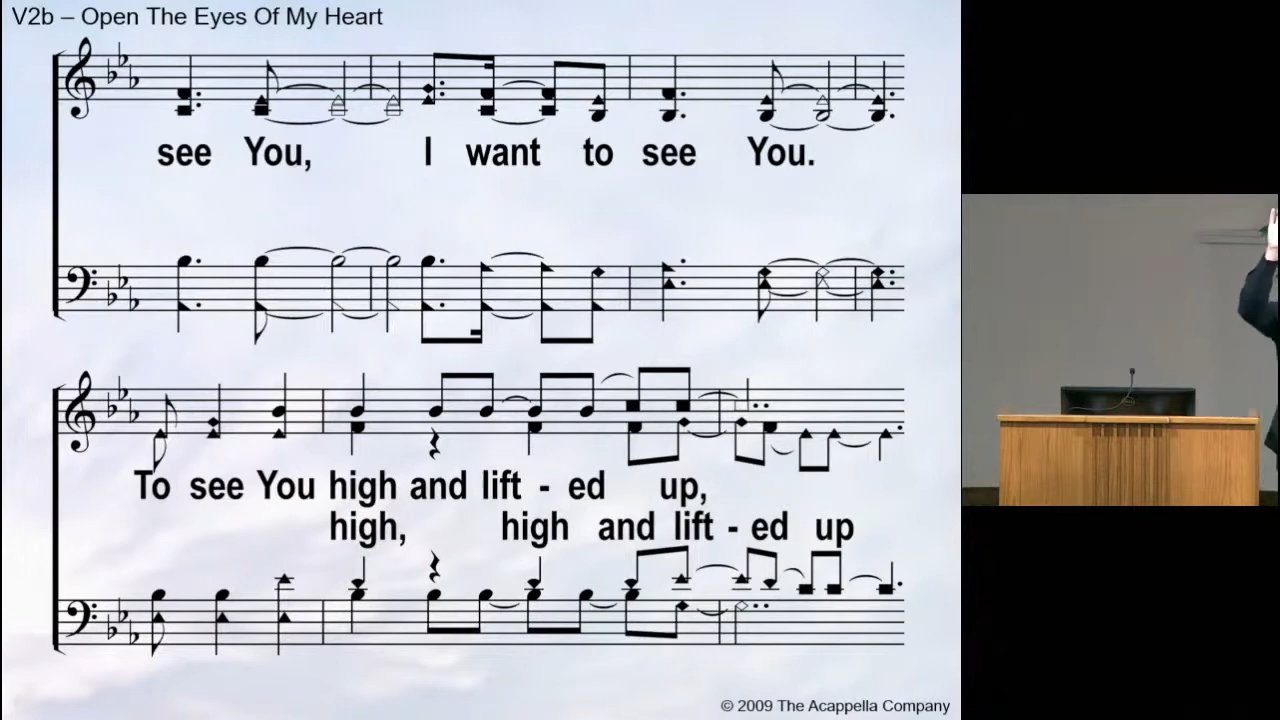 V2b – Open The Eyes Of My Heart
see You, I want to see You.
To see You high and lift - ed up,
high, high and lift - ed up
© 2009 The Acappella Company